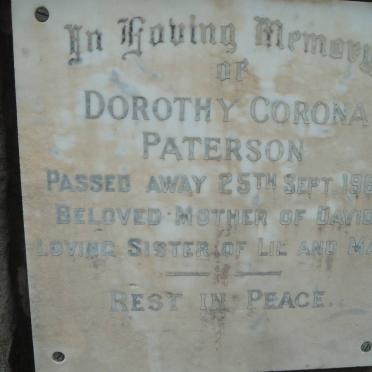 In Loving Memory
OF
DOROTHY CORONA
PATERSON
PASSED AWAY 25TH SEPT
BELOVED MOTHER OF DAVID
LOVING SISTER OF LIL AND
REST IN PEACE.